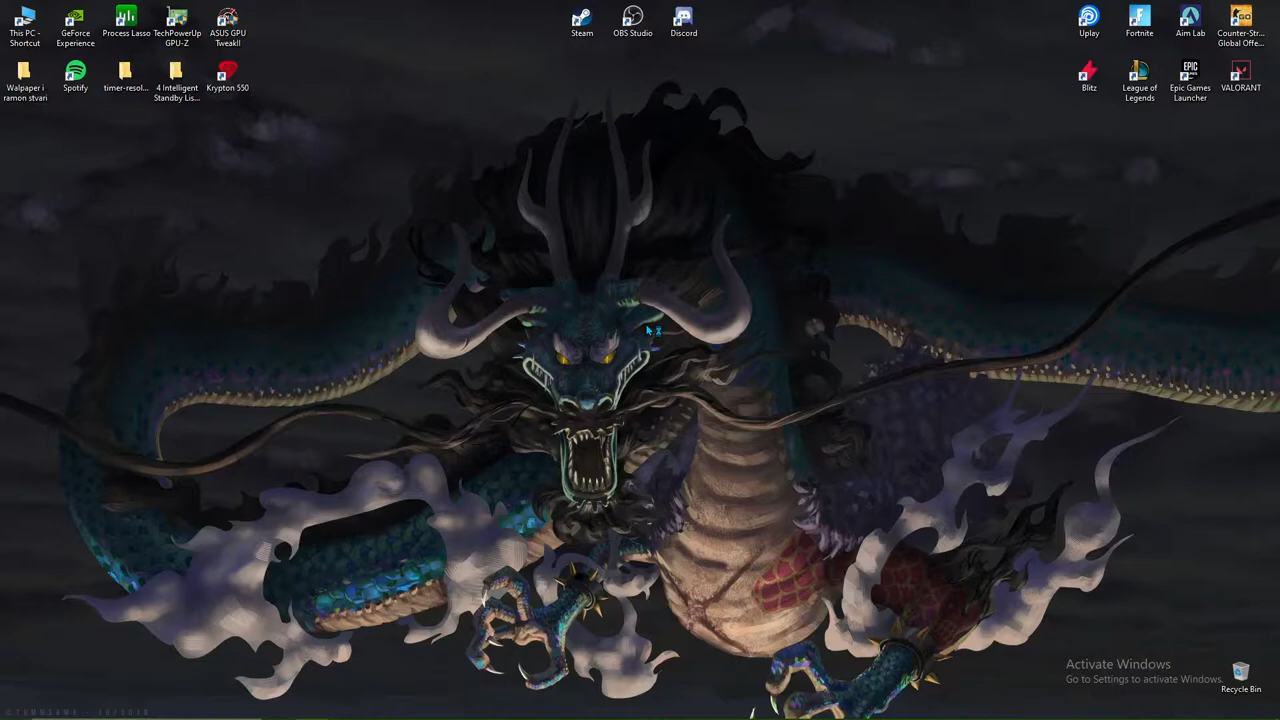 This PC - Shortcut
GeForce Experience
Process Lasso
TechPowerUp GPU-Z
ASUS GPU TweakII
Steam
OBS Studio
Discord
Uplay
Fortnite
Aim Lab
Counter-Str... Global Offe...
Walpaper i ramon stvari
Spotify
timer-resol...
4 Intelligent Standby Lis...
Krypton 550
Blitz
League of Legends
Epic Games Launcher
VALORANT
Activate Windows
Go to Settings to activate Windows.
Recycle Bin